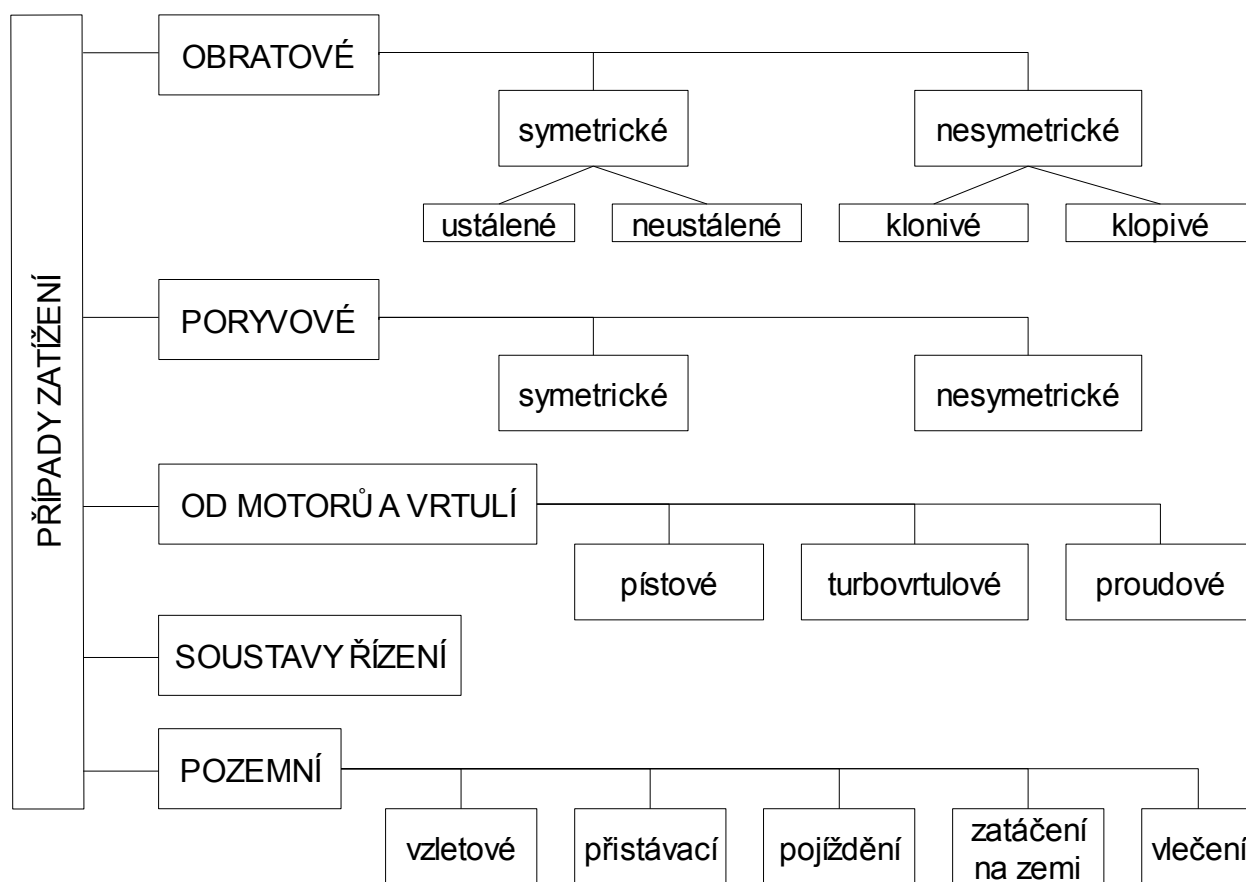 PŘÍPADY ZATÍŽENÍ
OBRATOVÉ
symetrické
nesymetrické
ustálené
neustálené
klonivé
klopivé
PORYVOVÉ
symetrické
nesymetrické
OD MOTORŮ A VRTULÍ
pístové
turbovrtulové
proudové
SOUSTAVY ŘÍZENÍ
POZEMNÍ
vzletové
přistávací
pojíždění
zatáčení
na zemi
vlečení